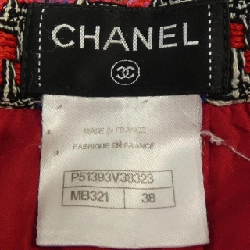 CHANEL
MADE IN FRANCE
FABRIQUE EN FRANCE
P51393V38323
MB321 38